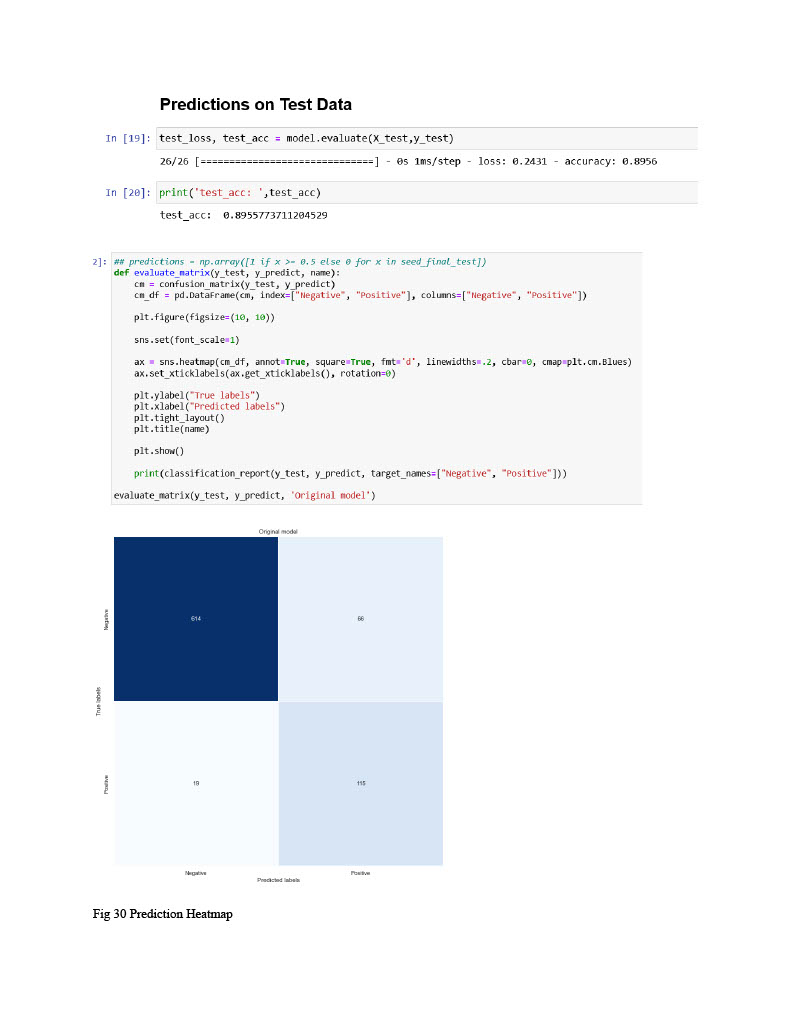 Predictions on Test Data
In [19]: test_loss, test_acc = model.evaluate(X_test,y_test)
26/26 [==============================] - 0s 1ms/step - loss: 0.2431 - accuracy: 0.8956
In [20]: print('test_acc: ',test_acc)
test_acc:  0.8955773711204529
2]: ## predictions = np.array([1 if x >= 0.5 else 0 for x in seed_final_test])
def evaluate_matrix(y_test, y_predict, name):
cm = confusion_matrix(y_test, y_predict)
cm_df = pd.DataFrame(cm, index=["Negative", "Positive"], columns=["Negative", "Positive"])
plt.figure(figsize=(10, 10))
sns.set(font_scale=1)
ax = sns.heatmap(cm_df, annot=True, square=True, fmt='d', linewidths=.2, cbar=0, cmap=plt.cm.Blues)
ax.set_xticklabels(ax.get_xticklabels(), rotation=0)
plt.ylabel("True labels")
plt.xlabel("Predicted labels")
plt.tight_layout()
plt.title(name)
plt.show()
print(classification_report(y_test, y_predict, target_names=["Negative", "Positive"]))
evaluate_matrix(y_test, y_predict, 'Original model')
Original model
Negative
614
66
True labels
Positive
19
115
Negative
Positive
Predicted labels
Fig 30 Prediction Heatmap